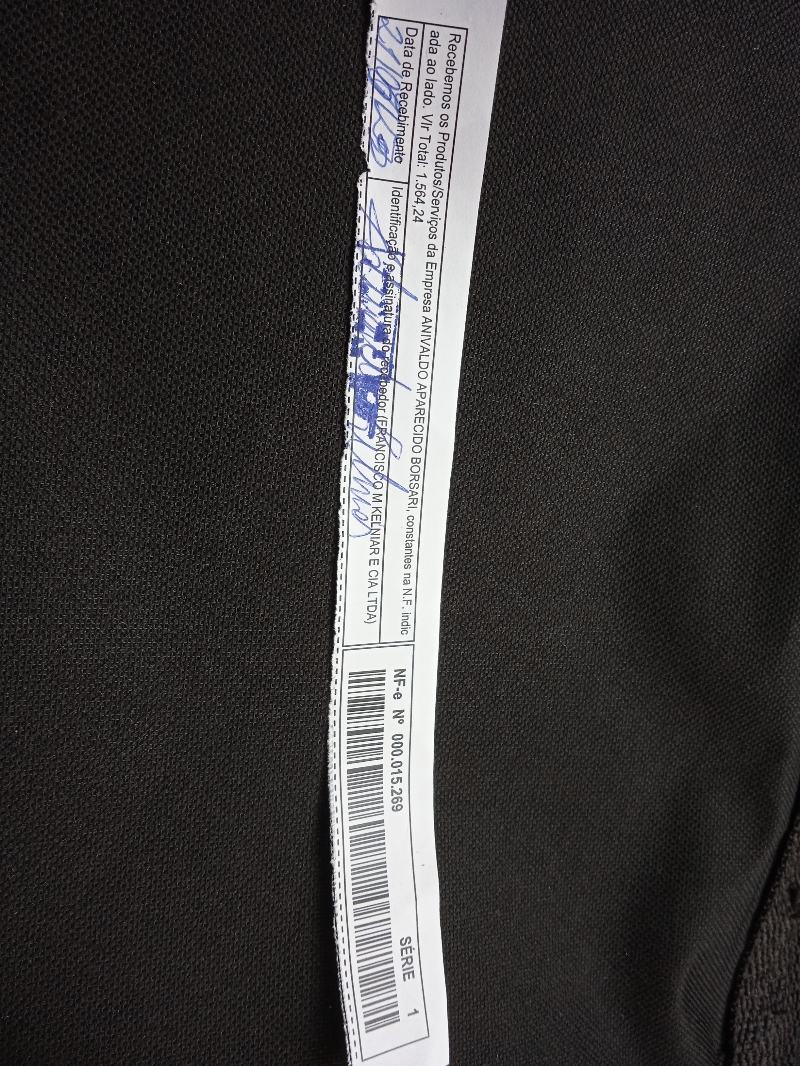 Recebemos os Produtos/Serviços da Empresa ANIVALDO APARECIDO BORSARI, constantes na N.F. indic
ada ao lado. Vlr Total: 1.564,24
Data de Recebimento
Identificação e assinatura do recebedor (FRANCISCO M KELNIAR E CIA LTDA)
NF-e Nº 000.015.269
SÉRIE 1